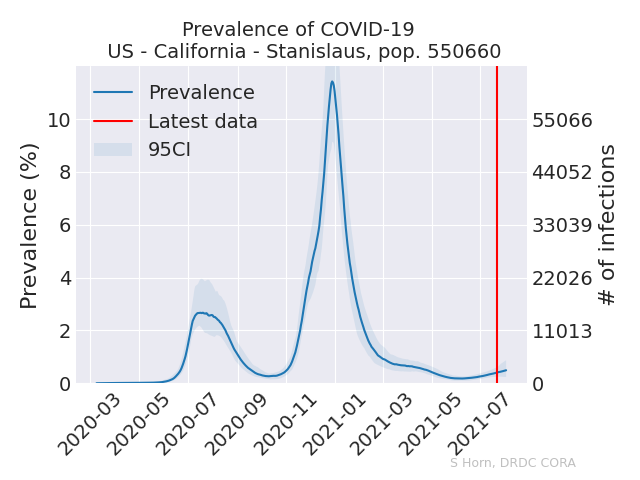 Prevalence of COVID-19
US - California - Stanislaus, pop. 550660
Prevalence
Latest data
95CI
Prevalence (%)
10
8
6
4
2
0
55066
44052
33039
22026
11013
0
# of infections
2020-03
2020-05
2020-07
2020-09
2020-11
2021-01
2021-03
2021-05
2021-07
S Horn, DRDC CORA